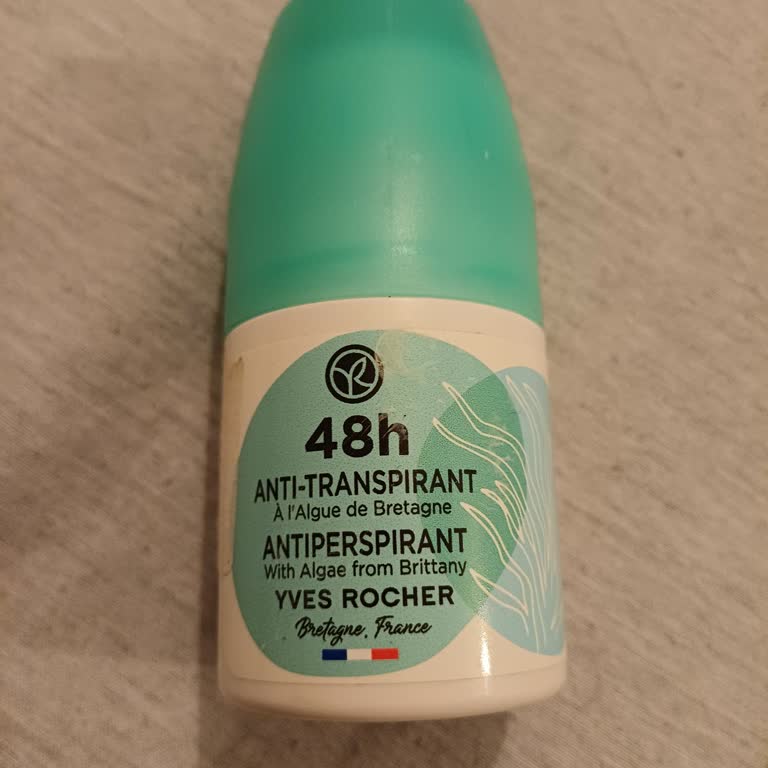 48h
ANTI-TRANSPIRANT
À l'Algue de Bretagne
ANTIPERSPIRANT
With Algae from Brittany
YVES ROCHER
Bretagne, France